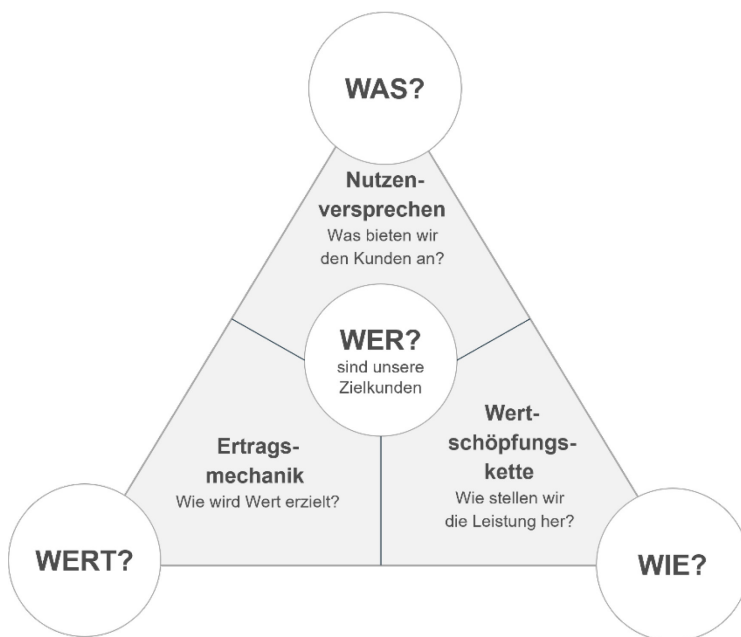 WAS?
Nutzen-
versprechen
Was bieten wir
den Kunden an?
WER?
sind unsere
Zielkunden
Ertrags-
mechanik
Wie wird Wert erzielt?
Wert-
schöpfungs-
kette
Wie stellen wir
die Leistung her?
WERT?
WIE?